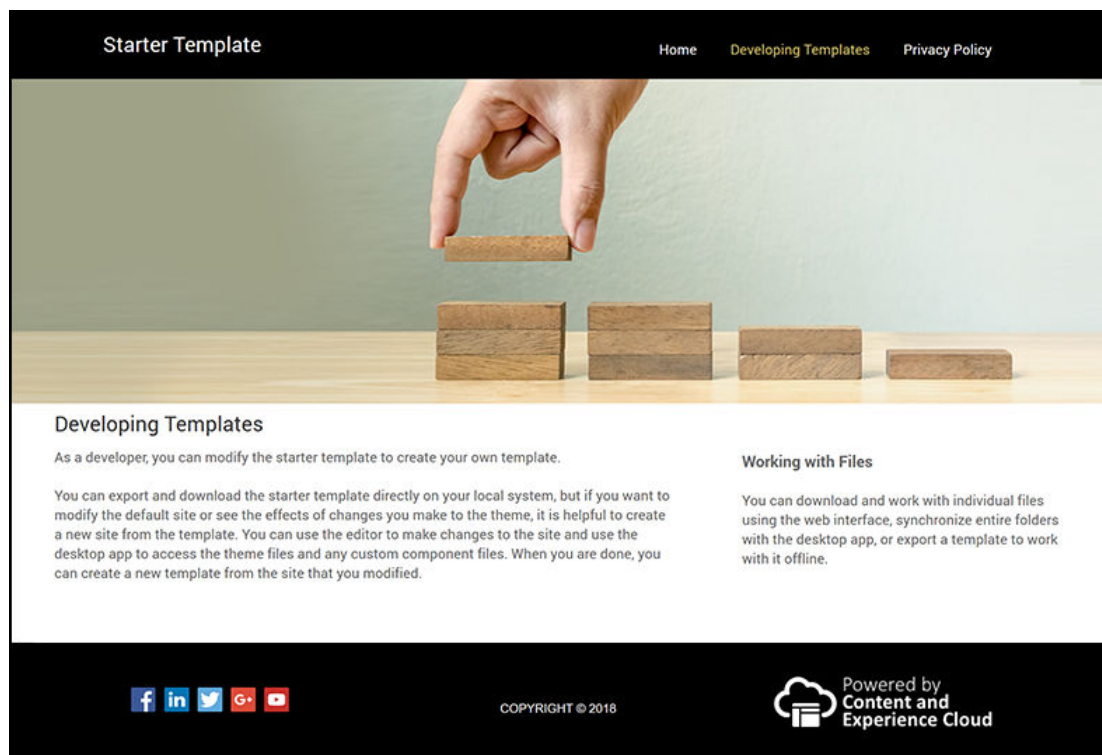 Starter Template
Home Developing Templates Privacy Policy
Developing Templates
As a developer, you can modify the starter template to create your own template.
You can export and download the starter template directly on your local system, but if you want to
modify the default site or see the effects of changes you make to the theme, it is helpful to create
a new site from the template. You can use the editor to make changes to the site and use the
desktop app to access the theme files and any custom component files. When you are done, you
can create a new template from the site that you modified.
Working with Files
You can download and work with individual files
using the web interface, synchronize entire folders
with the desktop app, or export a template to work
with it offline.
f in G+
COPYRIGHT © 2018
Powered by
Content and
Experience Cloud